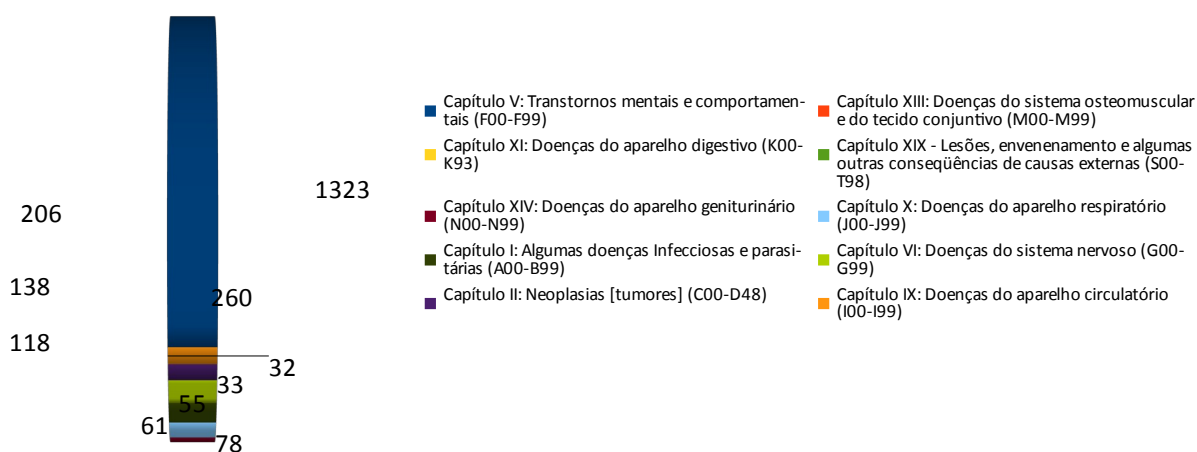 1323
206
138
260
118
32
33
55
61
78
Capítulo V: Transtornos mentais e comportamen-
tais (F00-F99)
Capítulo XIII: Doenças do sistema osteomuscular
e do tecido conjuntivo (M00-M99)
Capítulo XI: Doenças do aparelho digestivo (K00-
K93)
Capítulo XIX - Lesões, envenenamento e algumas
outras conseqüências de causas externas (S00-
T98)
Capítulo XIV: Doenças do aparelho geniturinário
(N00-N99)
Capítulo X: Doenças do aparelho respiratório
(J00-J99)
Capítulo I: Algumas doenças Infecciosas e parasi-
tárias (A00-B99)
Capítulo VI: Doenças do sistema nervoso (G00-
G99)
Capítulo II: Neoplasias [tumores] (C00-D48)
Capítulo IX: Doenças do aparelho circulatório
(I00-I99)